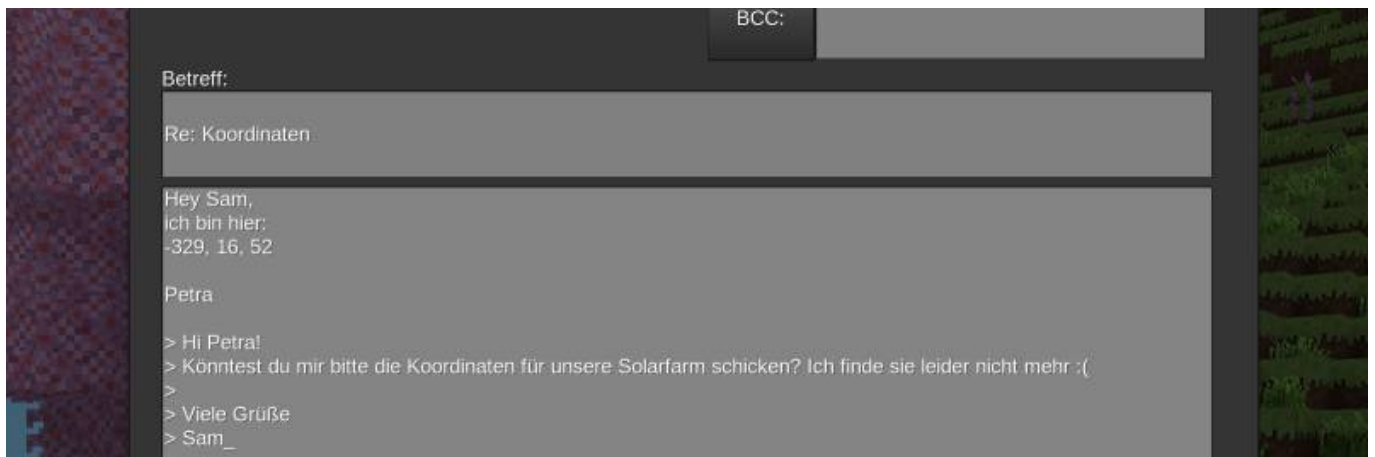 BCC:
Betreff:
Re: Koordinaten
Hey Sam,
ich bin hier:
-329, 16, 52
Petra
> Hi Petra!
> Könntest du mir bitte die Koordinaten für unsere Solarfarm schicken? Ich finde sie leider nicht mehr :(
>
> Viele Grüße
> Sam_